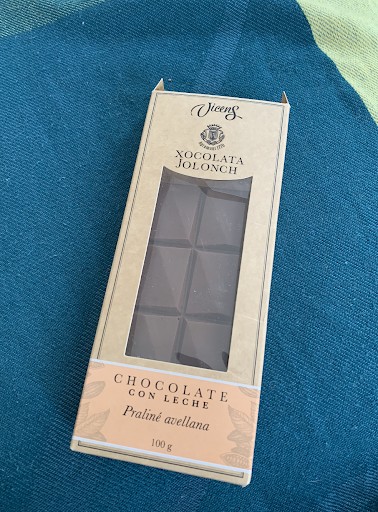 Vicens
XOCOLATA
JOLONCH
CHOCOLATE
CON LECHE
Praliné avellana
100 g